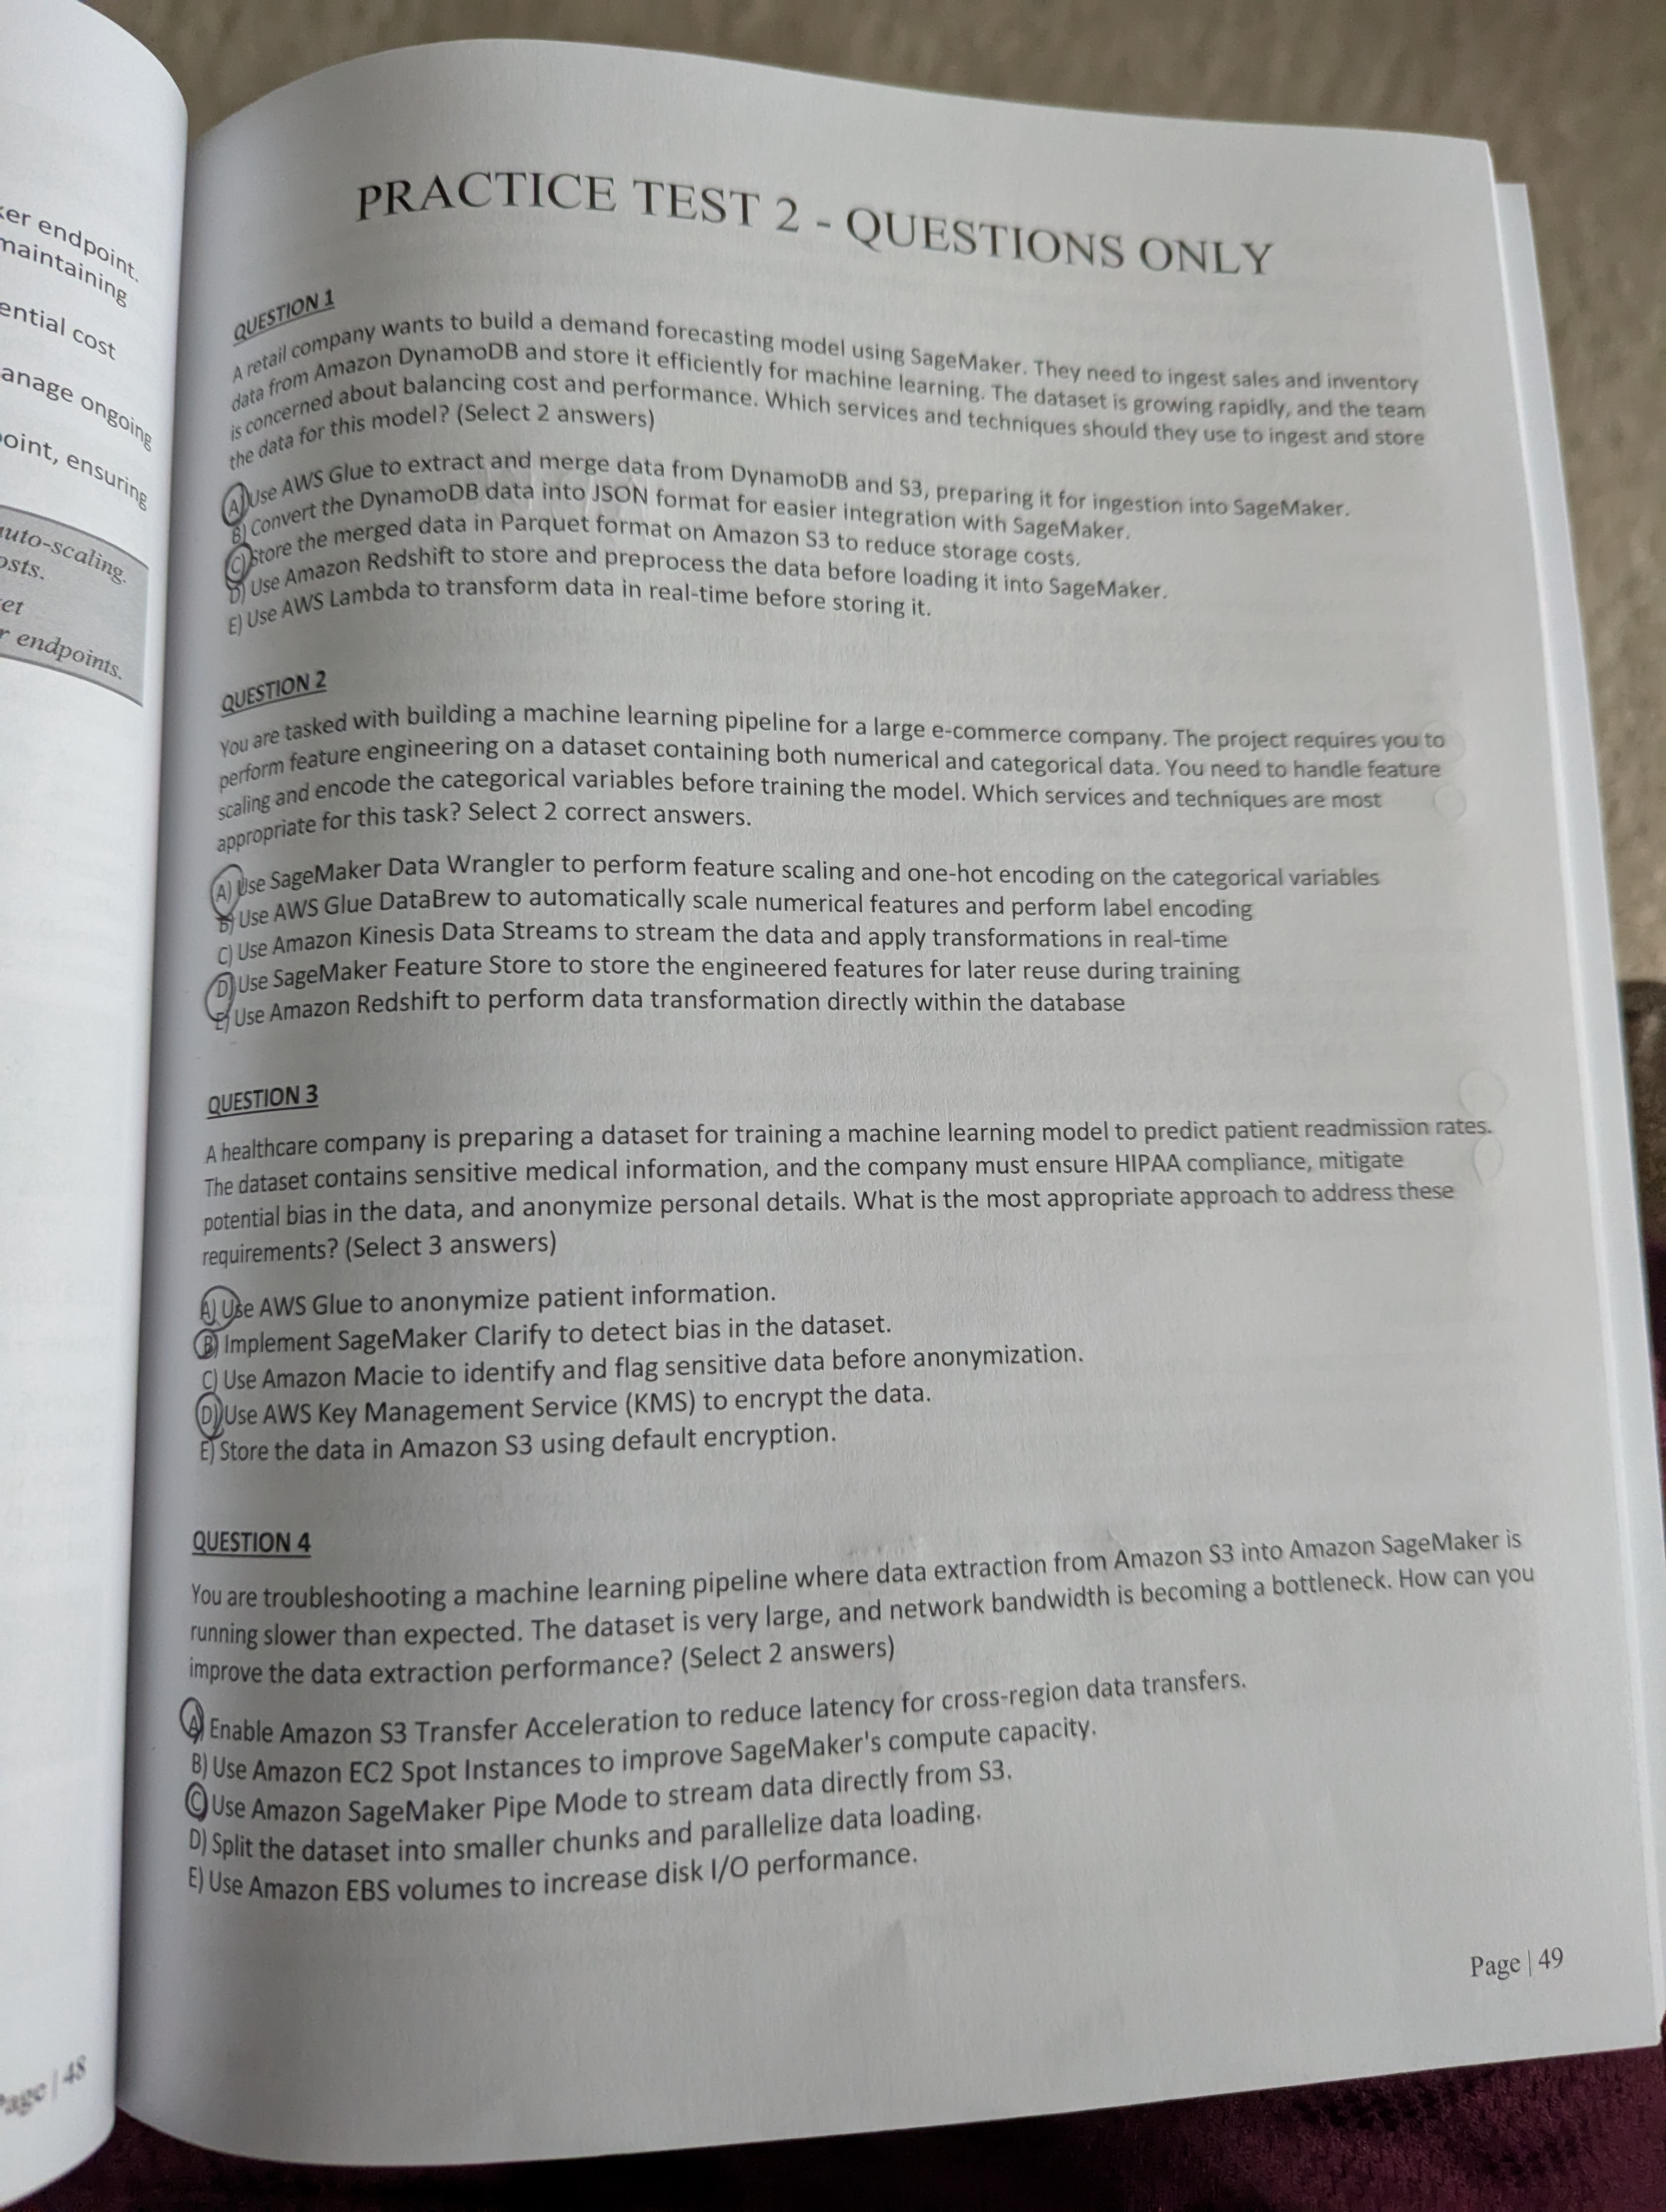 ker endpoint.
maintaining
ential cost
anage ongoing
oint, ensuring
auto-scaling.
osts.
et
r endpoints.
Page | 48
PRACTICE TEST 2 - QUESTIONS ONLY
QUESTION 1
A retail company wants to build a demand forecasting model using SageMaker. They need to ingest sales and inventory
data from Amazon DynamoDB and store it efficiently for machine learning. The dataset is growing rapidly, and the team
is concerned about balancing cost and performance. Which services and techniques should they use to ingest and store
the data for this model? (Select 2 answers)
A) Use AWS Glue to extract and merge data from DynamoDB and S3, preparing it for ingestion into SageMaker.
B) Convert the DynamoDB data into JSON format for easier integration with SageMaker.
C) Store the merged data in Parquet format on Amazon S3 to reduce storage costs.
D) Use Amazon Redshift to store and preprocess the data before loading it into SageMaker.
E) Use AWS Lambda to transform data in real-time before storing it.
QUESTION 2
You are tasked with building a machine learning pipeline for a large e-commerce company. The project requires you to
perform feature engineering on a dataset containing both numerical and categorical data. You need to handle feature
scaling and encode the categorical variables before training the model. Which services and techniques are most
appropriate for this task? Select 2 correct answers.
A) Use SageMaker Data Wrangler to perform feature scaling and one-hot encoding on the categorical variables
B) Use AWS Glue DataBrew to automatically scale numerical features and perform label encoding
C) Use Amazon Kinesis Data Streams to stream the data and apply transformations in real-time
D) Use SageMaker Feature Store to store the engineered features for later reuse during training
E) Use Amazon Redshift to perform data transformation directly within the database
QUESTION 3
A healthcare company is preparing a dataset for training a machine learning model to predict patient readmission rates.
The dataset contains sensitive medical information, and the company must ensure HIPAA compliance, mitigate
potential bias in the data, and anonymize personal details. What is the most appropriate approach to address these
requirements? (Select 3 answers)
A) Use AWS Glue to anonymize patient information.
B) Implement SageMaker Clarify to detect bias in the dataset.
C) Use Amazon Macie to identify and flag sensitive data before anonymization.
D) Use AWS Key Management Service (KMS) to encrypt the data.
E) Store the data in Amazon S3 using default encryption.
QUESTION 4
You are troubleshooting a machine learning pipeline where data extraction from Amazon S3 into Amazon SageMaker is
running slower than expected. The dataset is very large, and network bandwidth is becoming a bottleneck. How can you
improve the data extraction performance? (Select 2 answers)
A) Enable Amazon S3 Transfer Acceleration to reduce latency for cross-region data transfers.
B) Use Amazon EC2 Spot Instances to improve SageMaker's compute capacity.
C) Use Amazon SageMaker Pipe Mode to stream data directly from S3.
D) Split the dataset into smaller chunks and parallelize data loading.
E) Use Amazon EBS volumes to increase disk I/O performance.
Page | 49